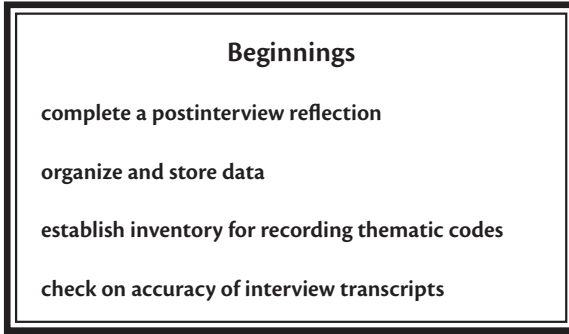 Beginnings
complete a postinterview reflection
organize and store data
establish inventory for recording thematic codes
check on accuracy of interview transcripts